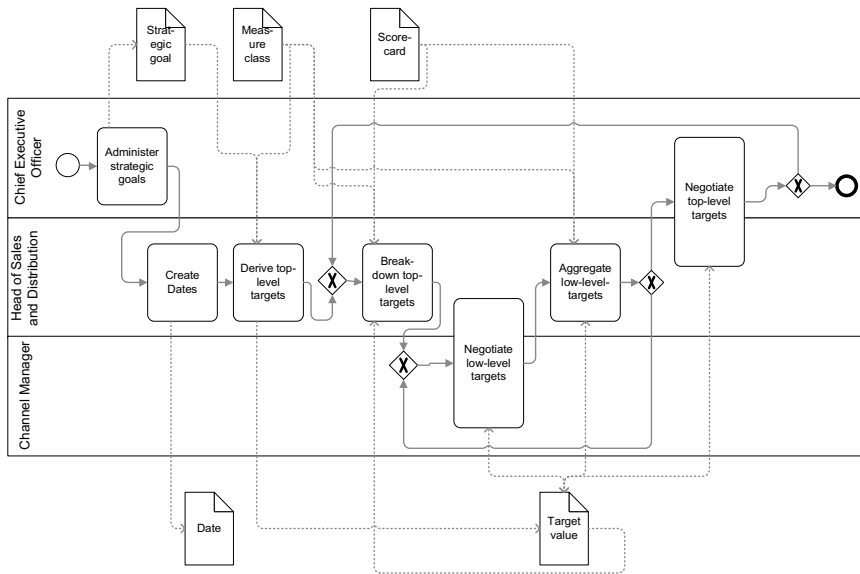 Strat-
egic
goal
Meas-
ure
class
Score-
card
Chief Executive
Officer
Administer
strategic
goals
Negotiate
top-level
targets
X
Head of Sales
and Distribution
Create
Dates
Derive top-
level
targets
X
Break-
down top-
level
targets
Aggregate
low-level-
targets
X
Channel Manager
X
Negotiate
low-level
targets
Date
Target
value